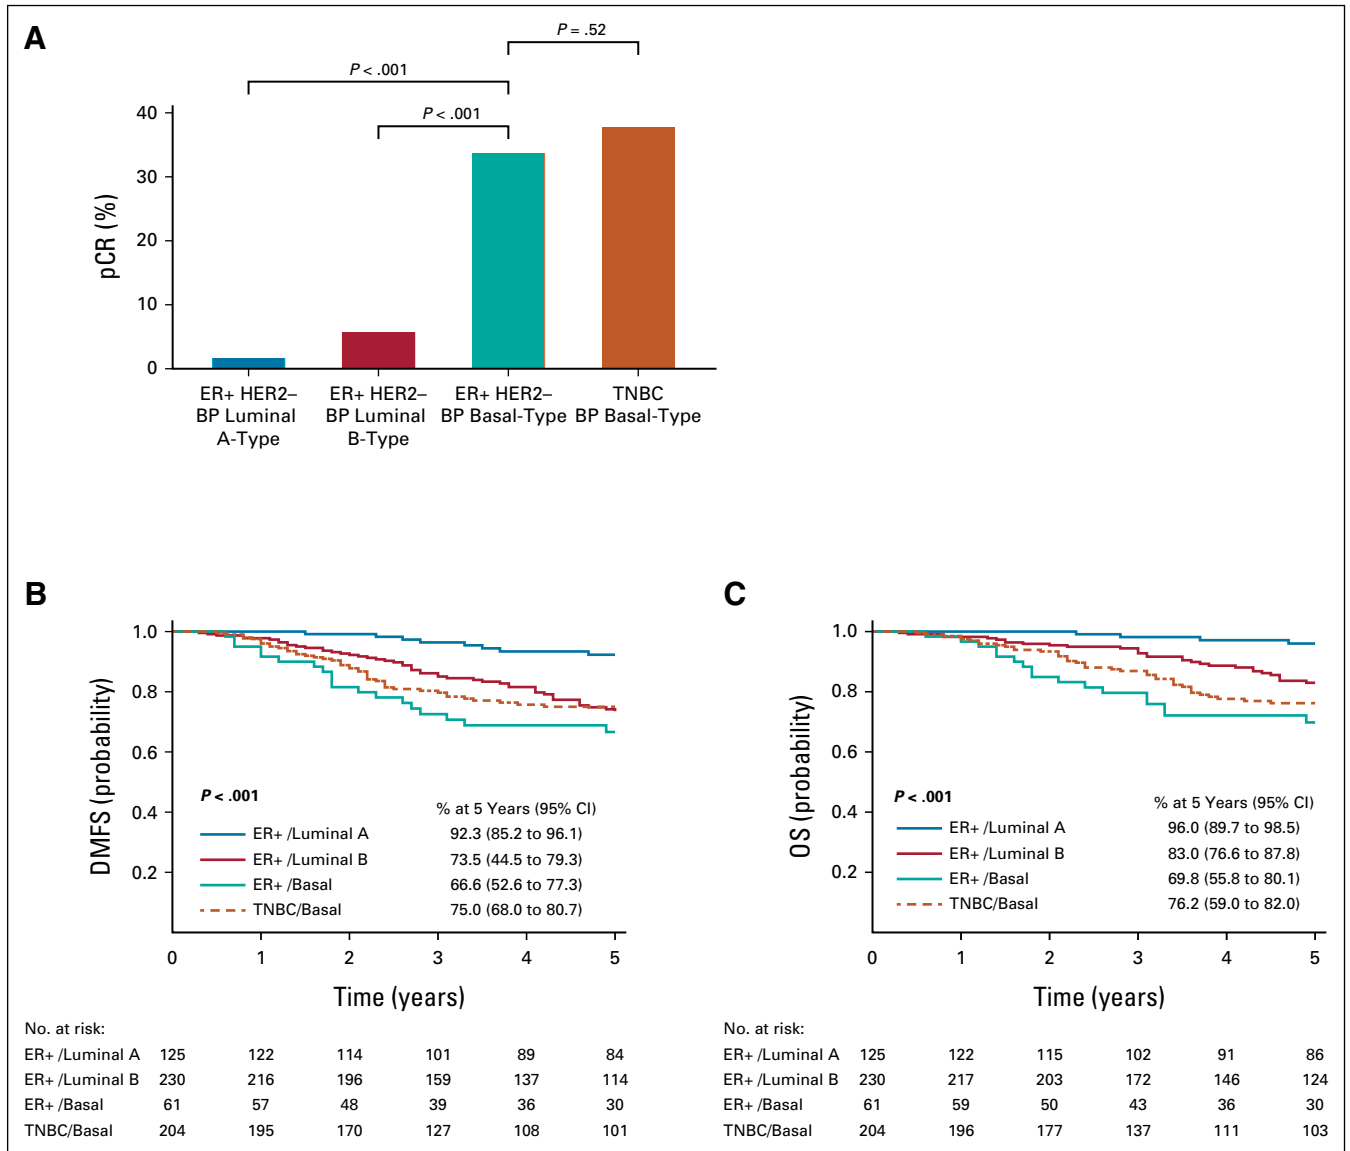 A
P = .52
P < .001
P < .001
pCR (%)
40
30
20
10
0
ER+ HER2–
BP Luminal
A-Type
ER+ HER2–
BP Luminal
B-Type
ER+ HER2–
BP Basal-Type
TNBC
BP Basal-Type
B
DMFS (probability)
1.0
0.8
0.6
0.4
0.2
P < .001
% at 5 Years (95% CI)
ER+ /Luminal A 92.3 (85.2 to 96.1)
ER+ /Luminal B 73.5 (44.5 to 79.3)
ER+ /Basal 66.6 (52.6 to 77.3)
TNBC/Basal 75.0 (68.0 to 80.7)
0 1 2 3 4 5
Time (years)
No. at risk:
ER+ /Luminal A 125 122 114 101 89 84
ER+ /Luminal B 230 216 196 159 137 114
ER+ /Basal 61 57 48 39 36 30
TNBC/Basal 204 195 170 127 108 101
C
OS (probability)
1.0
0.8
0.6
0.4
0.2
P < .001
% at 5 Years (95% CI)
ER+ /Luminal A 96.0 (89.7 to 98.5)
ER+ /Luminal B 83.0 (76.6 to 87.8)
ER+ /Basal 69.8 (55.8 to 80.1)
TNBC/Basal 76.2 (59.0 to 82.0)
0 1 2 3 4 5
Time (years)
No. at risk:
ER+ /Luminal A 125 122 115 102 91 86
ER+ /Luminal B 230 217 203 172 146 124
ER+ /Basal 61 59 50 43 36 30
TNBC/Basal 204 196 177 137 111 103